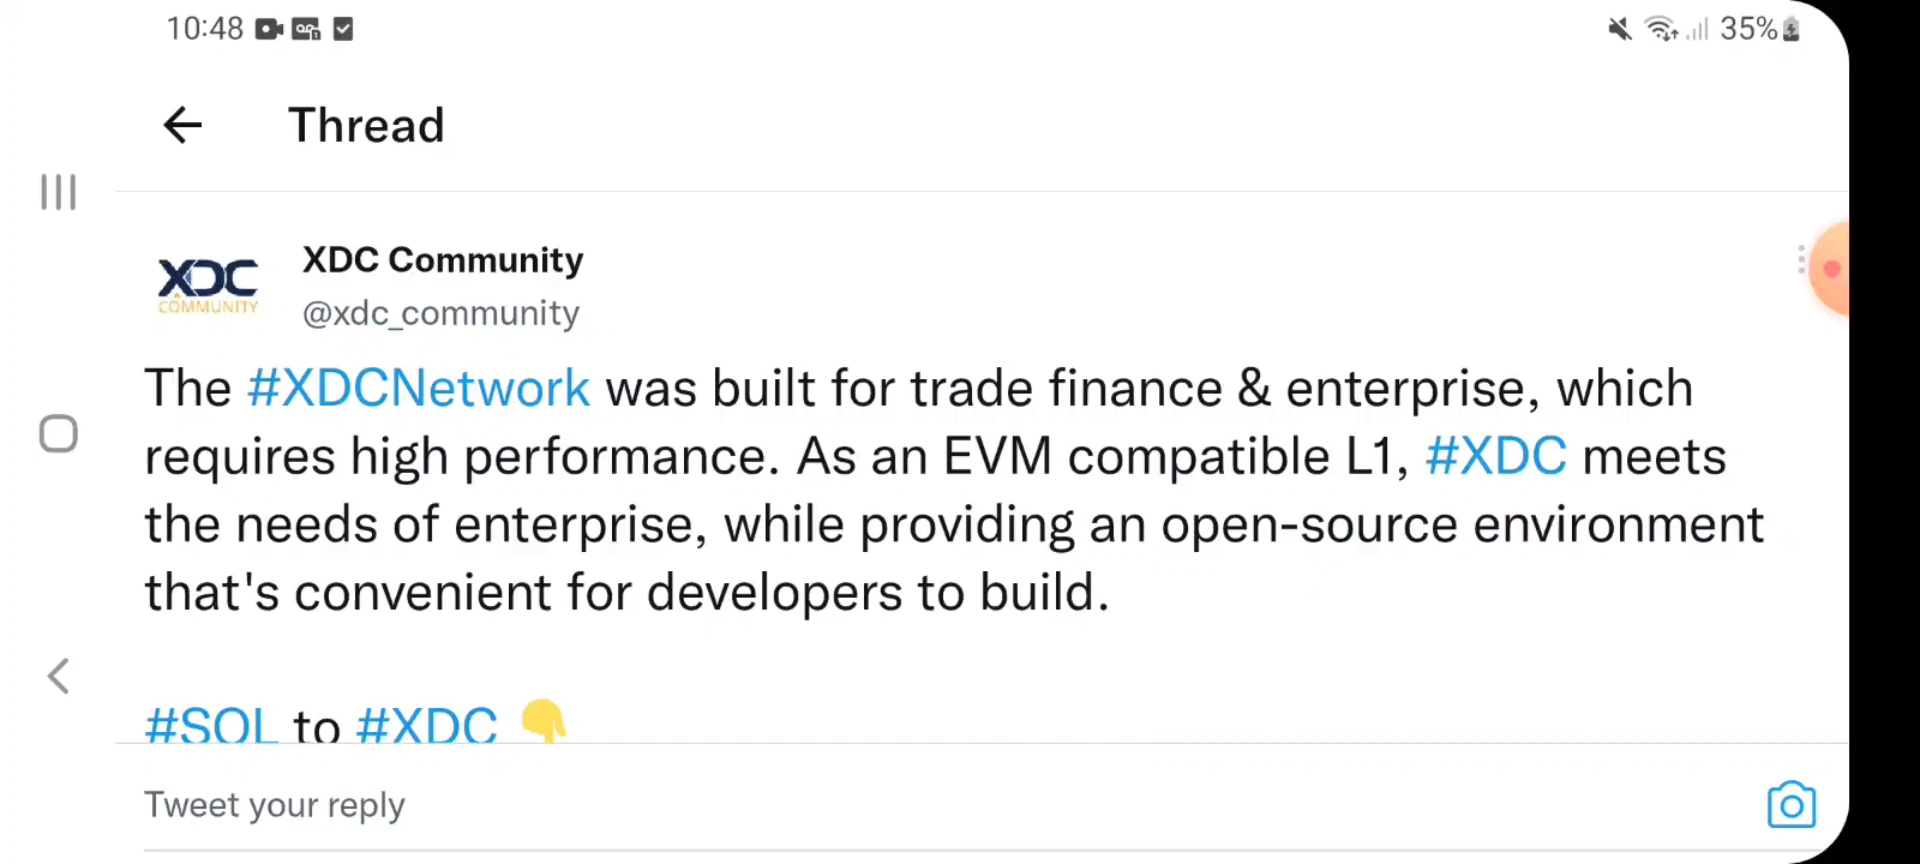 10:48
35%
Thread
XDC Community
XDC
COMMUNITY
@xdc_community
The #XDCNetwork was built for trade finance & enterprise, which
requires high performance. As an EVM compatible L1, #XDC meets
the needs of enterprise, while providing an open-source environment
that's convenient for developers to build.
#SOL to #XDC 👇
Tweet your reply